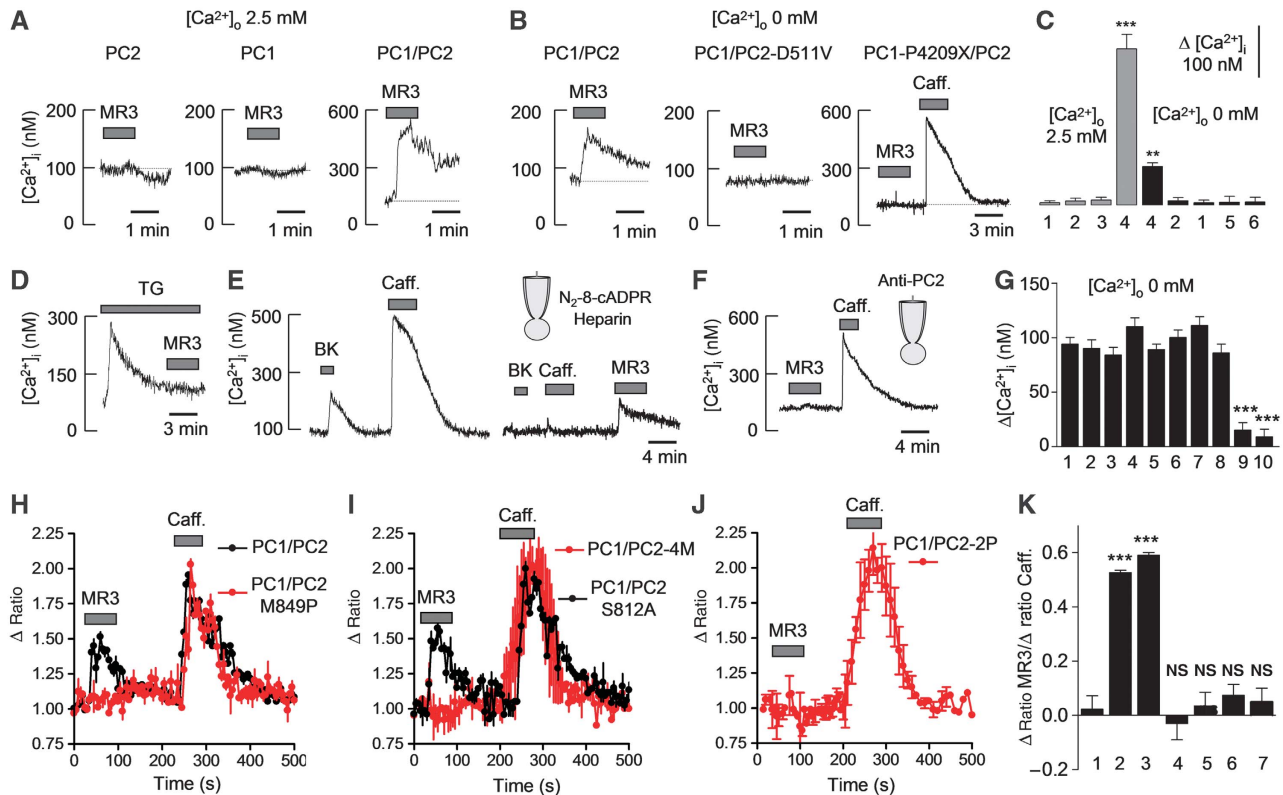 A
[Ca²⁺]ₒ 2.5 mM
PC2
PC1
PC1/PC2
[Ca²⁺]ᵢ (nM)
200
100
0
MR3
1 min
200
100
0
MR3
1 min
600
300
0
MR3
1 min
B
[Ca²⁺]ₒ 0 mM
PC1/PC2
PC1/PC2-D511V
PC1-P4209X/PC2
200
100
0
MR3
1 min
200
100
0
MR3
1 min
600
400
200
0
MR3
Caff.
3 min
C
***
Δ [Ca²⁺]ᵢ
100 nM
[Ca²⁺]ₒ
2.5 mM
[Ca²⁺]ₒ 0 mM
**
1 2 3 4 4 2 1 5 6
D
[Ca²⁺]ᵢ (nM)
300
150
0
TG
MR3
3 min
E
[Ca²⁺]ᵢ (nM)
500
300
100
BK
Caff.
N₂-8-cADPR
Heparin
BK
Caff.
MR3
4 min
F
[Ca²⁺]ᵢ (nM)
600
300
0
MR3
Caff.
Anti-PC2
4 min
G
[Ca²⁺]ₒ 0 mM
Δ[Ca²⁺]ᵢ (nM)
150
100
50
0
*** ***
1 2 3 4 5 6 7 8 9 10
H
Δ Ratio
2.25
2.00
1.75
1.50
1.25
1.00
0.75
MR3
Caff.
PC1/PC2
PC1/PC2
M849P
0 100 200 300 400 500
Time (s)
I
Δ Ratio
2.25
2.00
1.75
1.50
1.25
1.00
0.75
MR3
Caff.
PC1/PC2-4M
PC1/PC2
S812A
0 100 200 300 400 500
Time (s)
J
Δ Ratio
2.25
2.00
1.75
1.50
1.25
1.00
0.75
MR3
Caff.
PC1/PC2-2P
0 100 200 300 400 500
Time (s)
K
Δ Ratio MR3/Δ ratio Caff.
0.6
0.4
0.2
0.0
−0.2
*** ***
NS NS NS NS
1 2 3 4 5 6 7